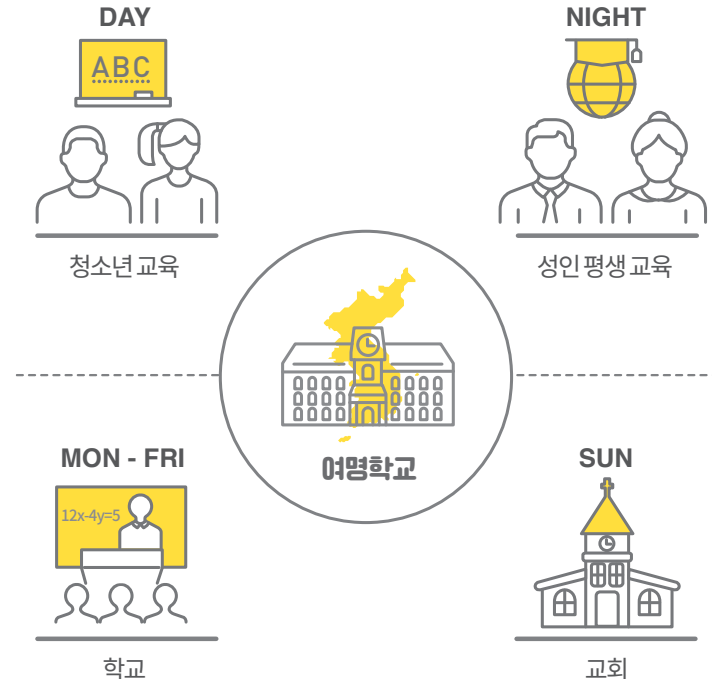 DAY
NIGHT
ABC
청소년 교육
성인 평생 교육
여명학교
MON - FRI
SUN
12x-4y=5
학교
교회